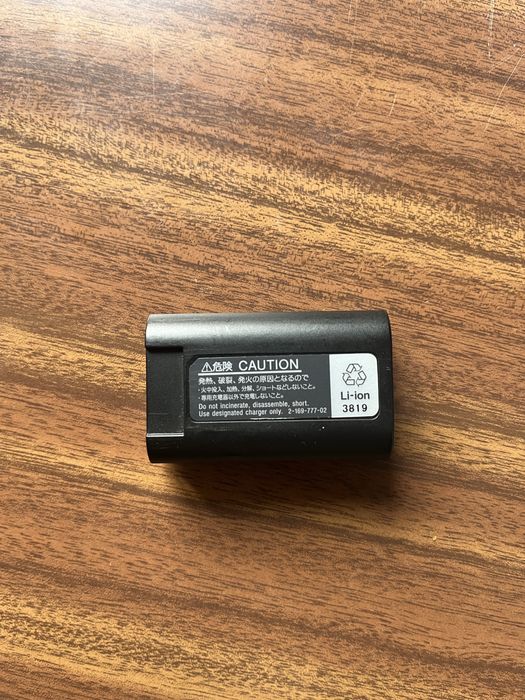 ⚠危険 CAUTION
発熱、破裂、発火の原因となるので
・火中投入、加熱、分解、ショートなどしないこと。
・専用充電器以外で充電しないこと。
Do not incinerate, disassemble, short.
Use designated charger only. 2-169-777-02
Li-ion
3819